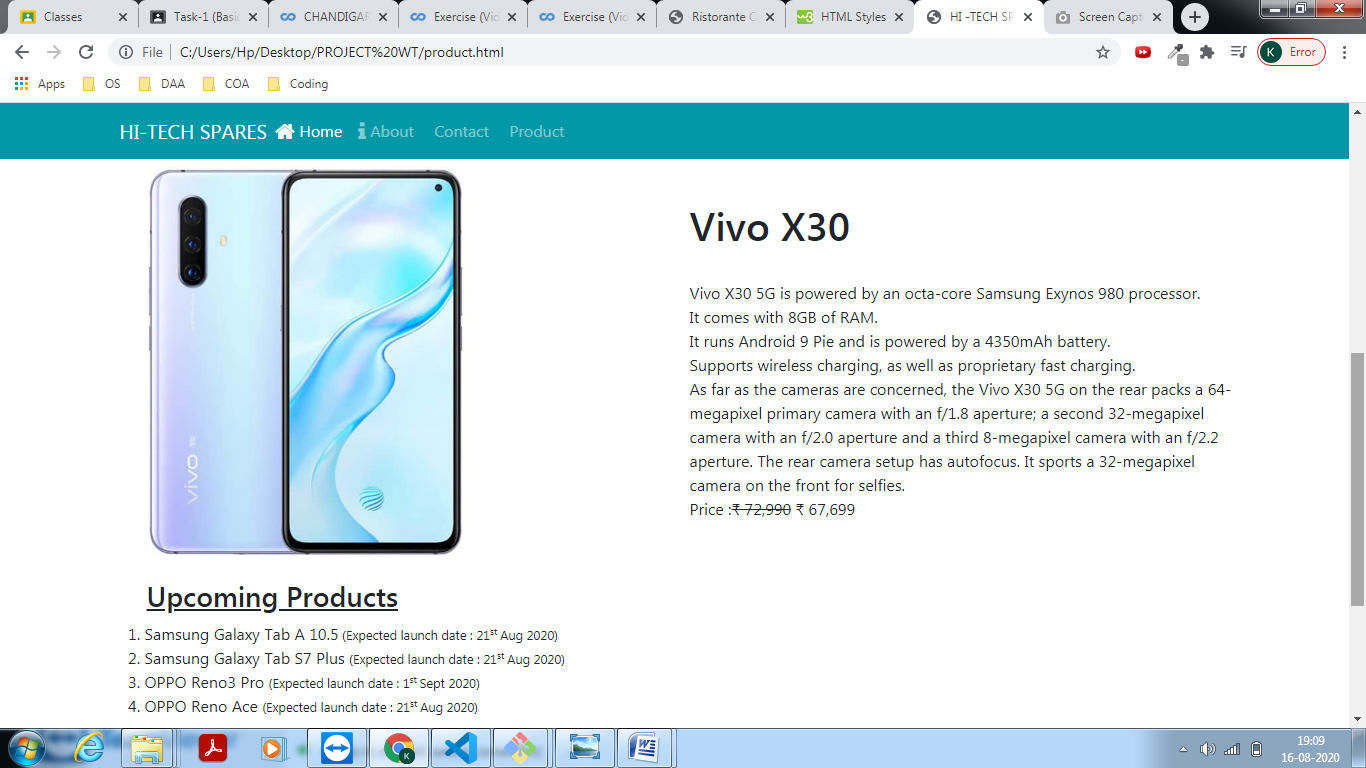 Classes
Task-1 (Basi
CHANDIGAR
Exercise (Vid
Exercise (Vid
Ristorante C
HTML Styles
HI -TECH SP
Screen Capt
File
C:/Users/Hp/Desktop/PROJECT%20WT/product.html
K Error
Apps OS DAA COA Coding
HI-TECH SPARES Home About Contact Product
Vivo X30
Vivo X30 5G is powered by an octa-core Samsung Exynos 980 processor.
It comes with 8GB of RAM.
It runs Android 9 Pie and is powered by a 4350mAh battery.
Supports wireless charging, as well as proprietary fast charging.
As far as the cameras are concerned, the Vivo X30 5G on the rear packs a 64-
megapixel primary camera with an f/1.8 aperture; a second 32-megapixel
camera with an f/2.0 aperture and a third 8-megapixel camera with an f/2.2
aperture. The rear camera setup has autofocus. It sports a 32-megapixel
camera on the front for selfies.
Price :₹ 72,990 ₹ 67,699
vivo
Upcoming Products
1. Samsung Galaxy Tab A 10.5 (Expected launch date : 21st Aug 2020)
2. Samsung Galaxy Tab S7 Plus (Expected launch date : 21st Aug 2020)
3. OPPO Reno3 Pro (Expected launch date : 1st Sept 2020)
4. OPPO Reno Ace (Expected launch date : 21st Aug 2020)
19:09
16-08-2020